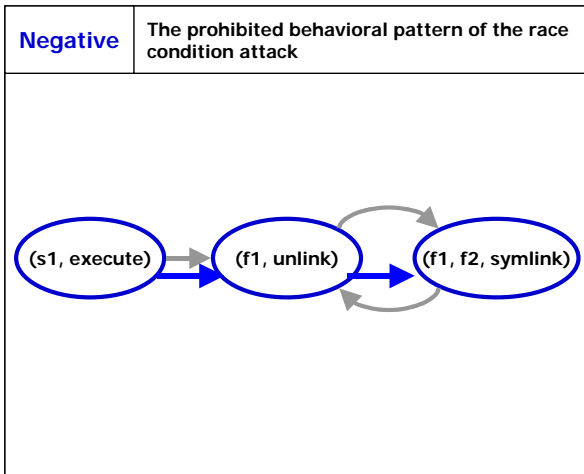 Negative
The prohibited behavioral pattern of the race
condition attack
(s1, execute)
(f1, unlink)
(f1, f2, symlink)